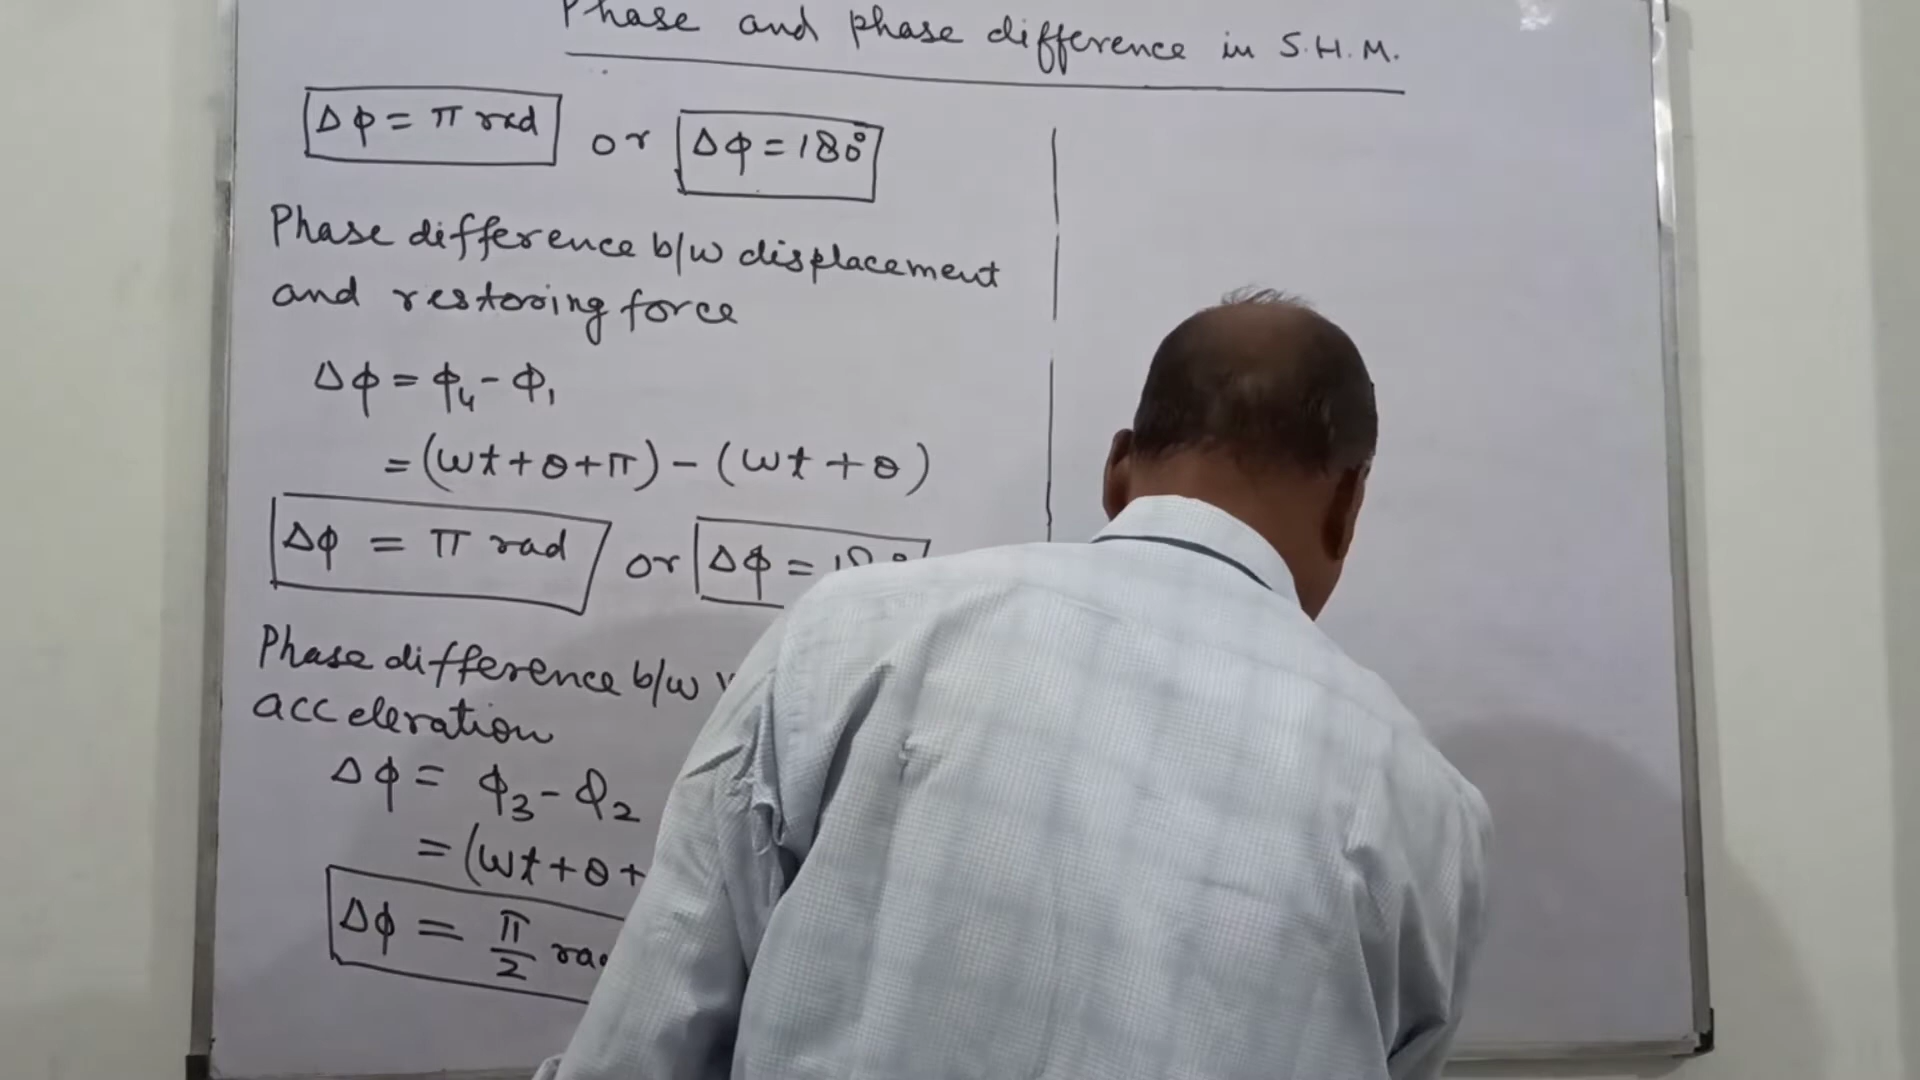 Phase and phase difference in S.H.M.
Δϕ = π rad or Δϕ = 180°
Phase difference b/w displacement
and restoring force
Δϕ = ϕ₄ - ϕ₁
= (ωt + θ + π) - (ωt + θ)
Δϕ = π rad or Δϕ =
Phase difference b/w
acceleration
Δϕ = ϕ₃ - ϕ₂
= (ωt + θ +
Δϕ = π/2 rad